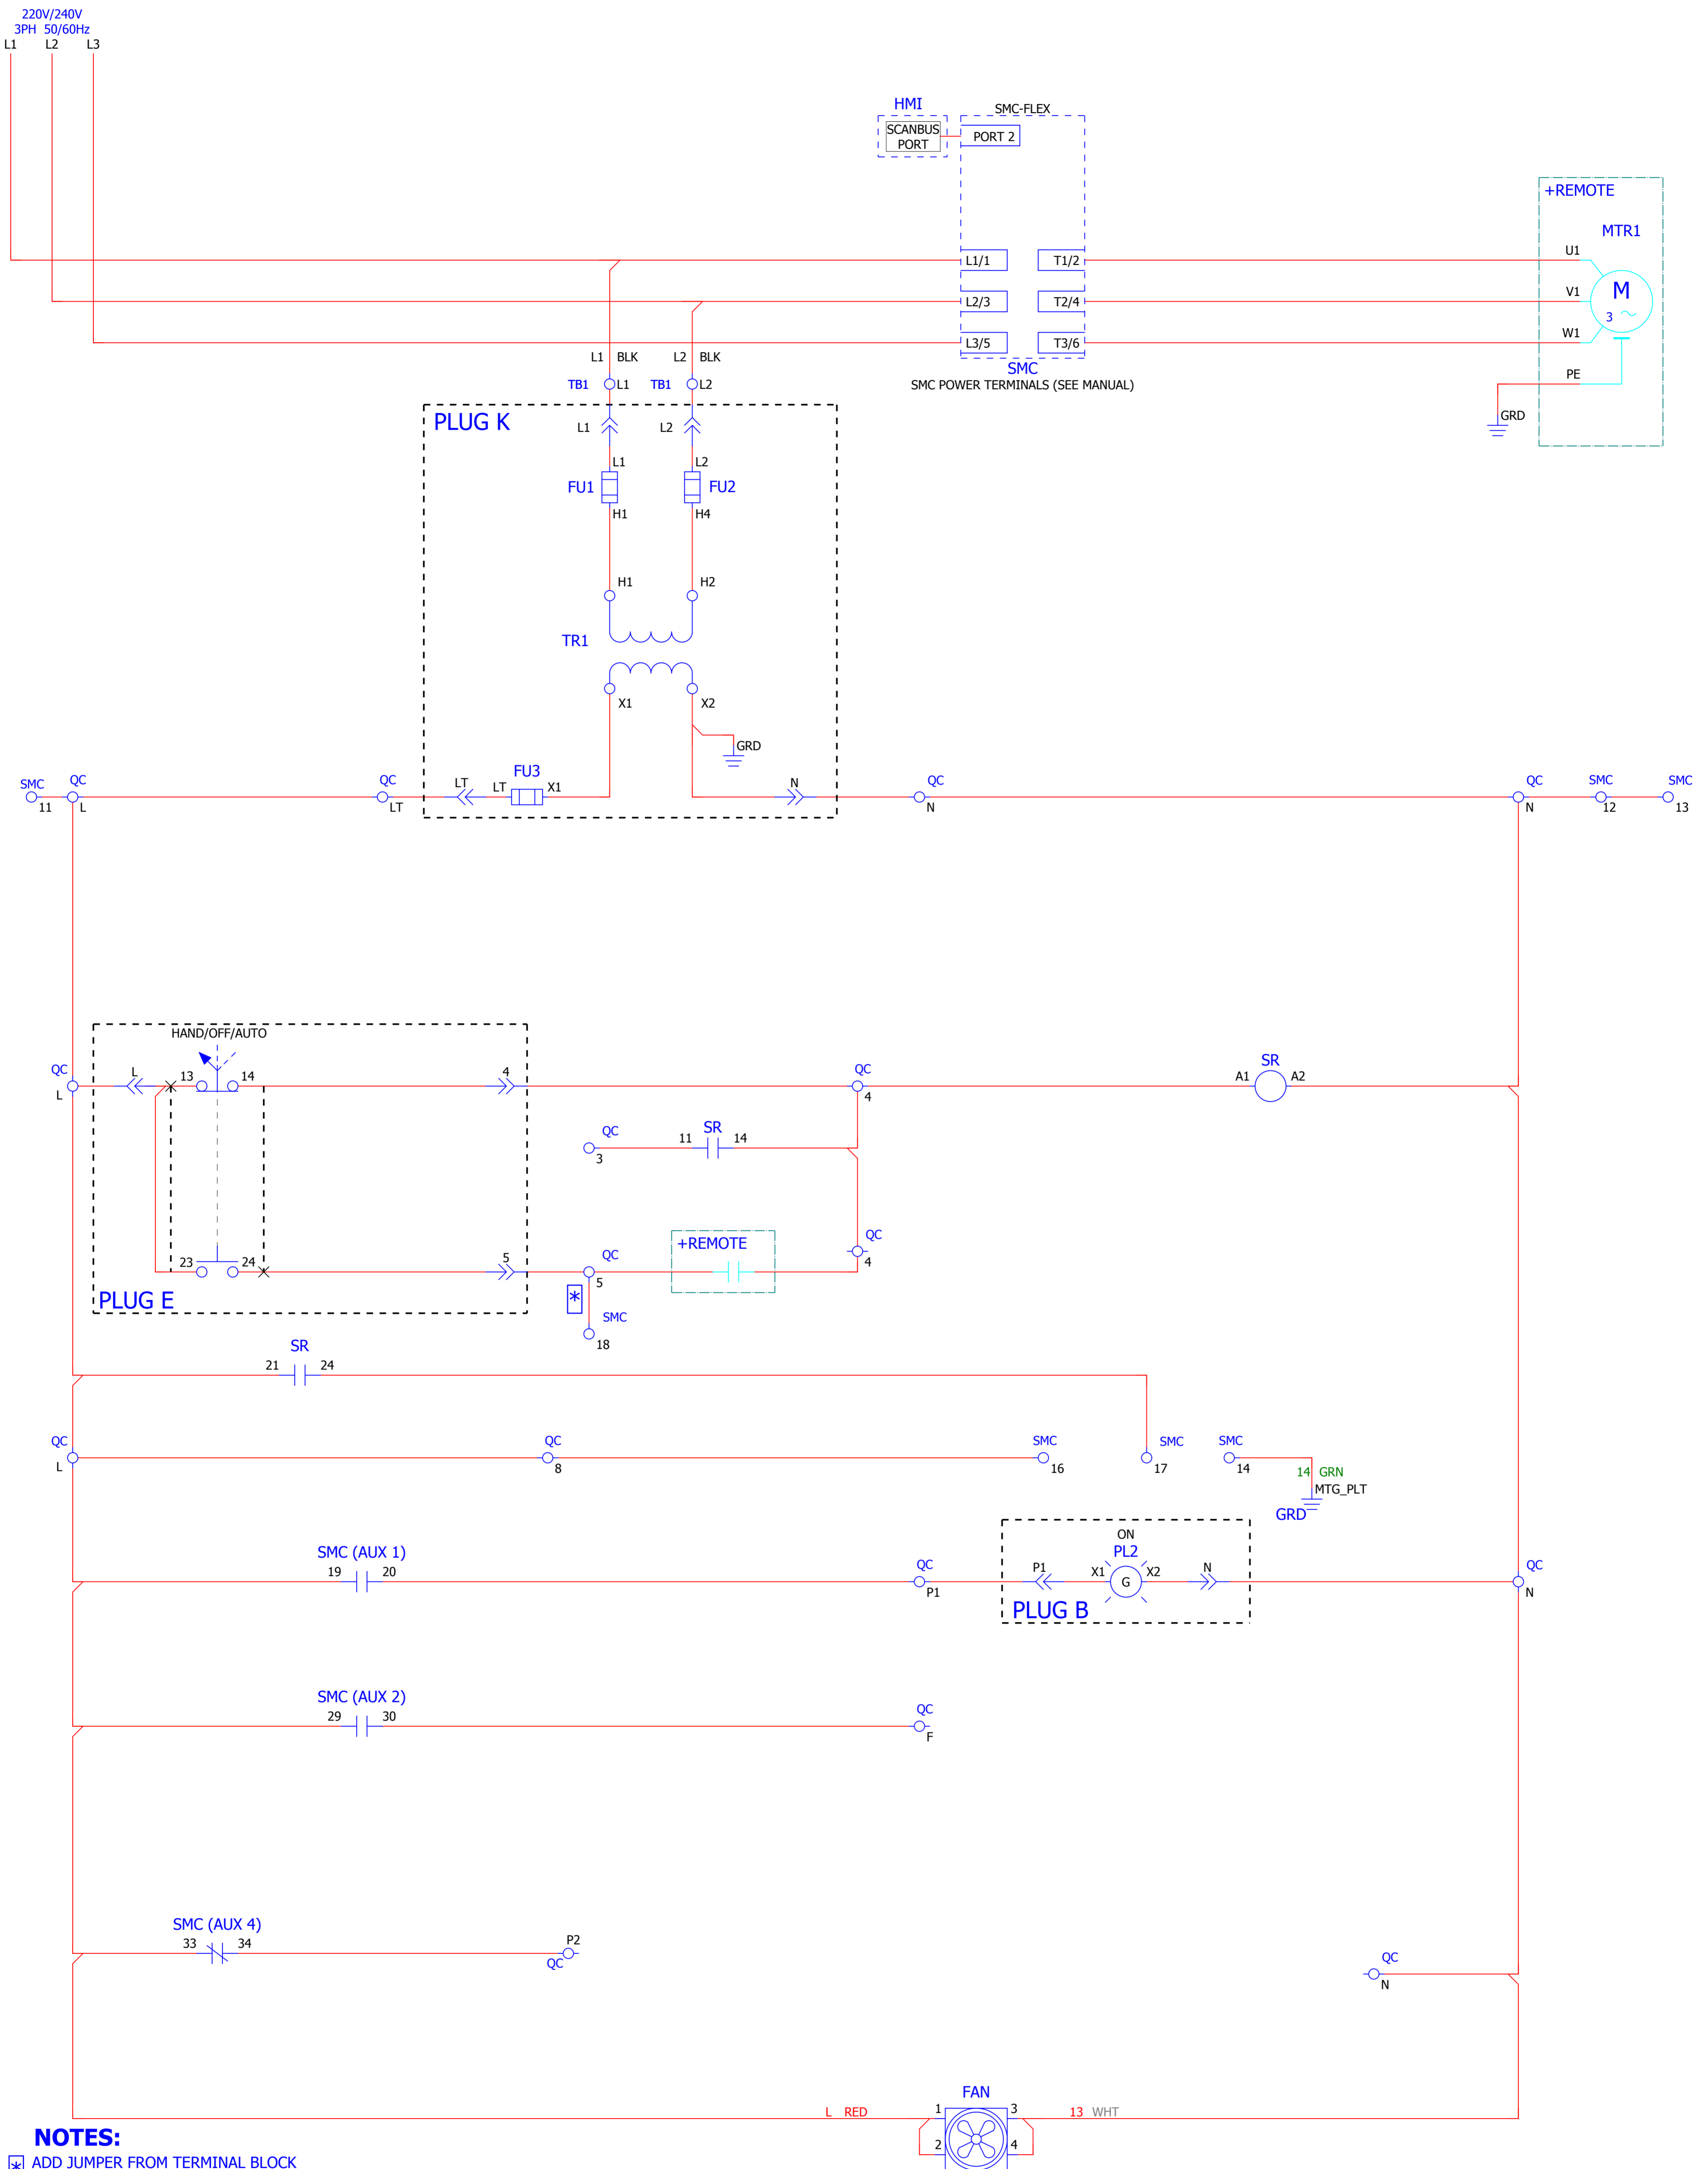 220V/240V
3PH 50/60Hz
L1 L2 L3
HMI
SMC-FLEX
SCANBUS
PORT
PORT 2
+REMOTE
MTR1
U1
L1/1 T1/2
V1
M
3
L2/3 T2/4
W1
L3/5 T3/6
L1 BLK L2 BLK
SMC
SMC POWER TERMINALS (SEE MANUAL)
PE
TB1 L1 TB1 L2
GRD
PLUG K
L1 L2
L1 L2
FU1 FU2
H1 H4
H1 H2
TR1
X1 X2
GRD
FU3
SMC QC QC LT LT X1 N QC QC SMC SMC
11 L LT N N 12 13
HAND/OFF/AUTO
QC L 13 14 4 QC SR
A1 A2
L 4
QC 11 SR 14
3
+REMOTE QC
23 24 5 QC
5 4
PLUG E
*
SMC
18
SR
21 24
QC QC SMC SMC SMC
L 8 16 17 14
14 GRN
MTG_PLT
GRD
ON
PL2
SMC (AUX 1)
19 20 QC P1 X1 G X2 N QC
P1 N
PLUG B
SMC (AUX 2)
29 30 QC
F
SMC (AUX 4)
33 34 P2
QC
QC
N
FAN
L RED 1 3 13 WHT
2 4
NOTES:
* ADD JUMPER FROM TERMINAL BLOCK